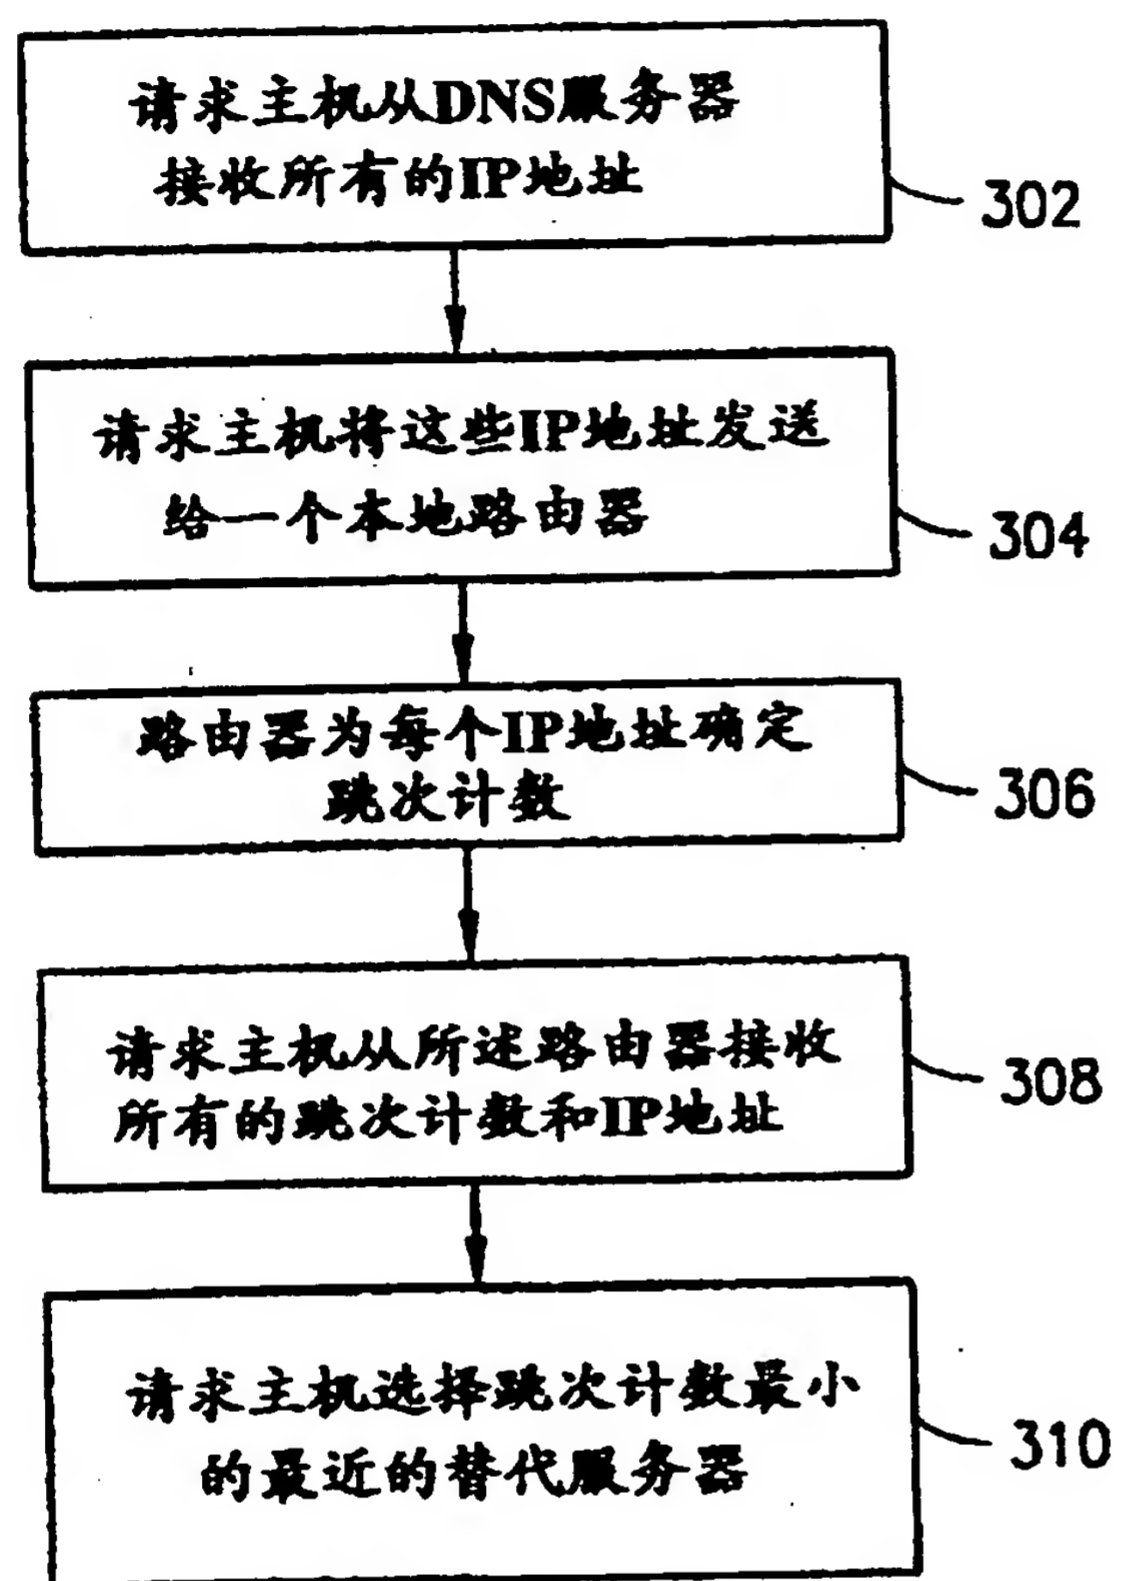 请求主机从DNS服务器
接收所有的IP地址
302
请求主机将这些IP地址发送
给一个本地路由器
304
路由器为每个IP地址确定
跳次计数
306
请求主机从所述路由器接收
所有的跳次计数和IP地址
308
请求主机选择跳次计数最小
的最近的替代服务器
310